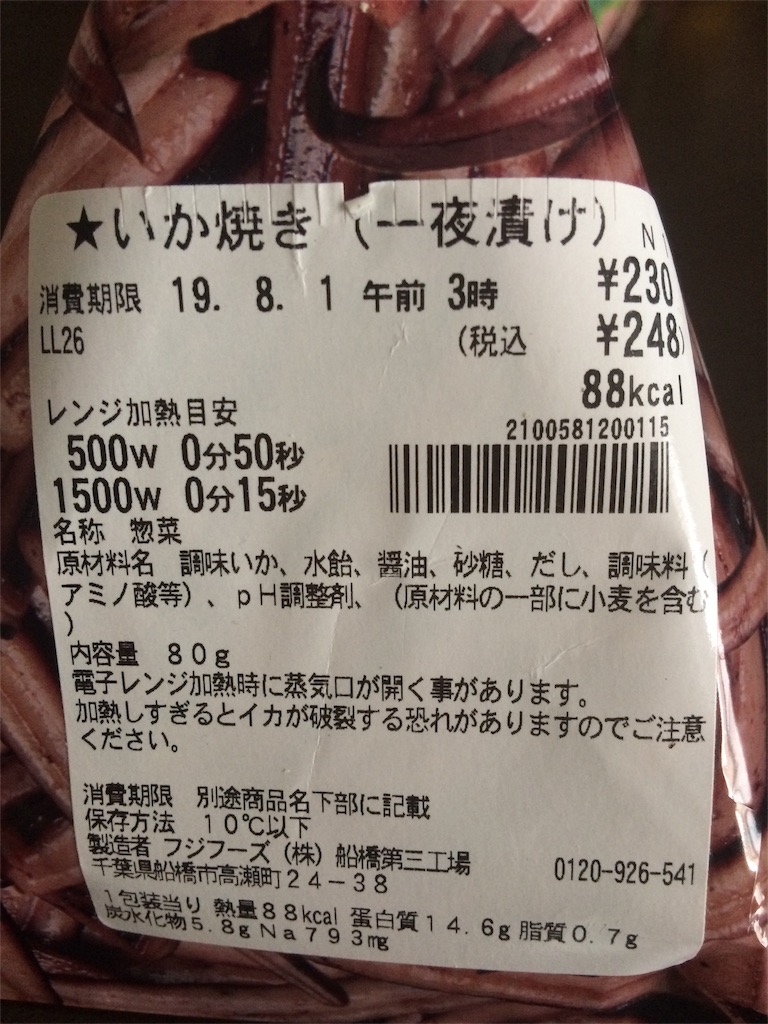 ★いか焼き（一夜漬け） N
消費期限 19. 8. 1 午前 3時 ¥230
LL26 (税込 ¥248)
88kcal
レンジ加熱目安
2100581200115
500W 0分50秒
1500W 0分15秒
名称 惣菜
原材料名 調味いか、水飴、醤油、砂糖、だし、調味料（
アミノ酸等）、ｐH調整剤、（原材料の一部に小麦を含む
）
内容量 80ｇ
電子レンジ加熱時に蒸気口が開く事があります。
加熱しすぎるとイカが破裂する恐れがありますのでご注意
ください。
消費期限 別途商品名下部に記載
保存方法 10℃以下
製造者 フジフーズ（株）船橋第三工場
千葉県船橋市高瀬町24－38 0120-926-541
1包装当り 熱量88kcal 蛋白質14.6g 脂質0.7g
炭水化物5.8g Na793mg